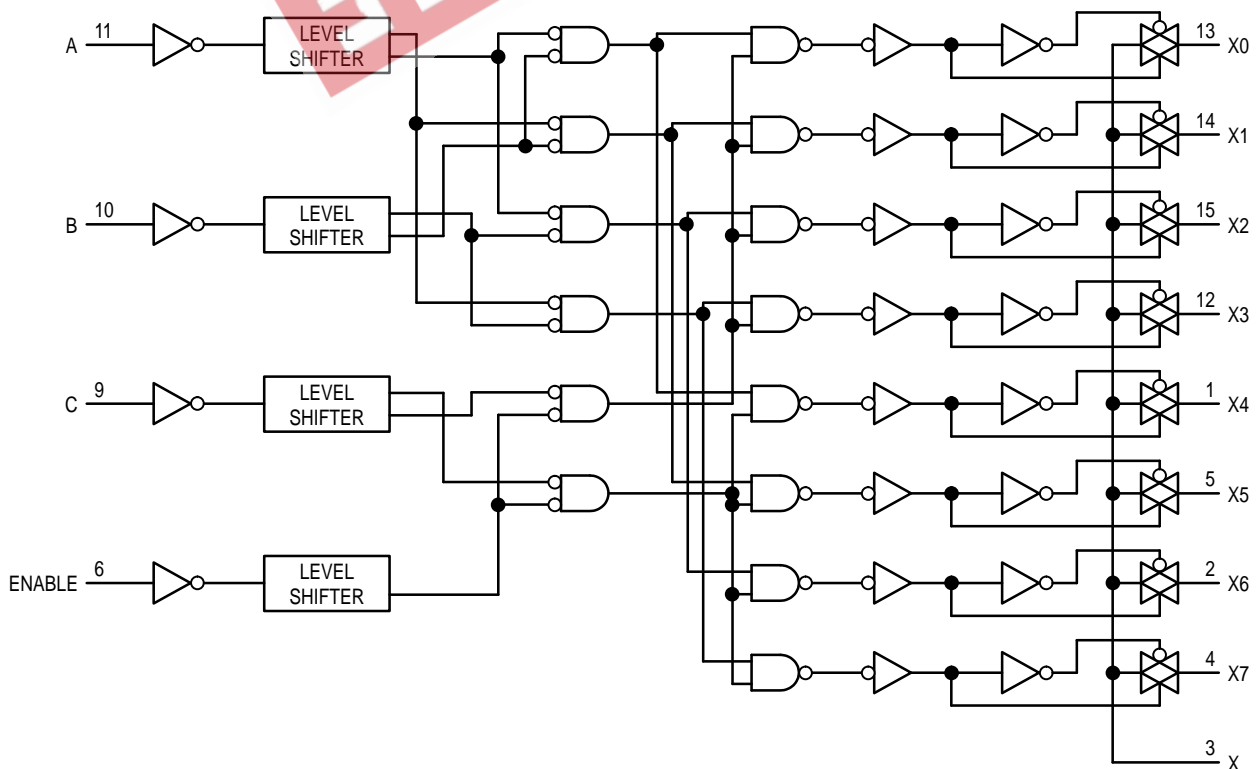 A 11 LEVEL SHIFTER 13 X0
14 X1
B 10 LEVEL SHIFTER 15 X2
12 X3
C 9 LEVEL SHIFTER 1 X4
5 X5
ENABLE 6 LEVEL SHIFTER 2 X6
4 X7
3 X